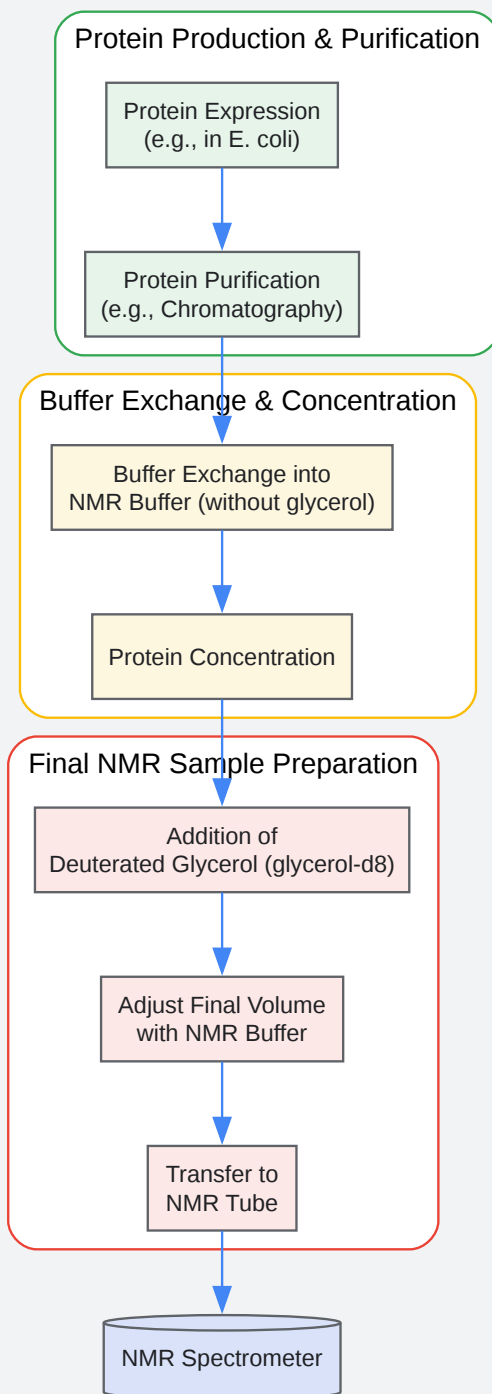 Protein Production & Purification
Protein Expression
(e.g., in E. coli)
Protein Purification
(e.g., Chromatography)
Buffer Exchange & Concentration
Buffer Exchange into
NMR Buffer (without glycerol)
Protein Concentration
Final NMR Sample Preparation
Addition of
Deuterated Glycerol (glycerol-d8)
Adjust Final Volume
with NMR Buffer
Transfer to
NMR Tube
NMR Spectrometer